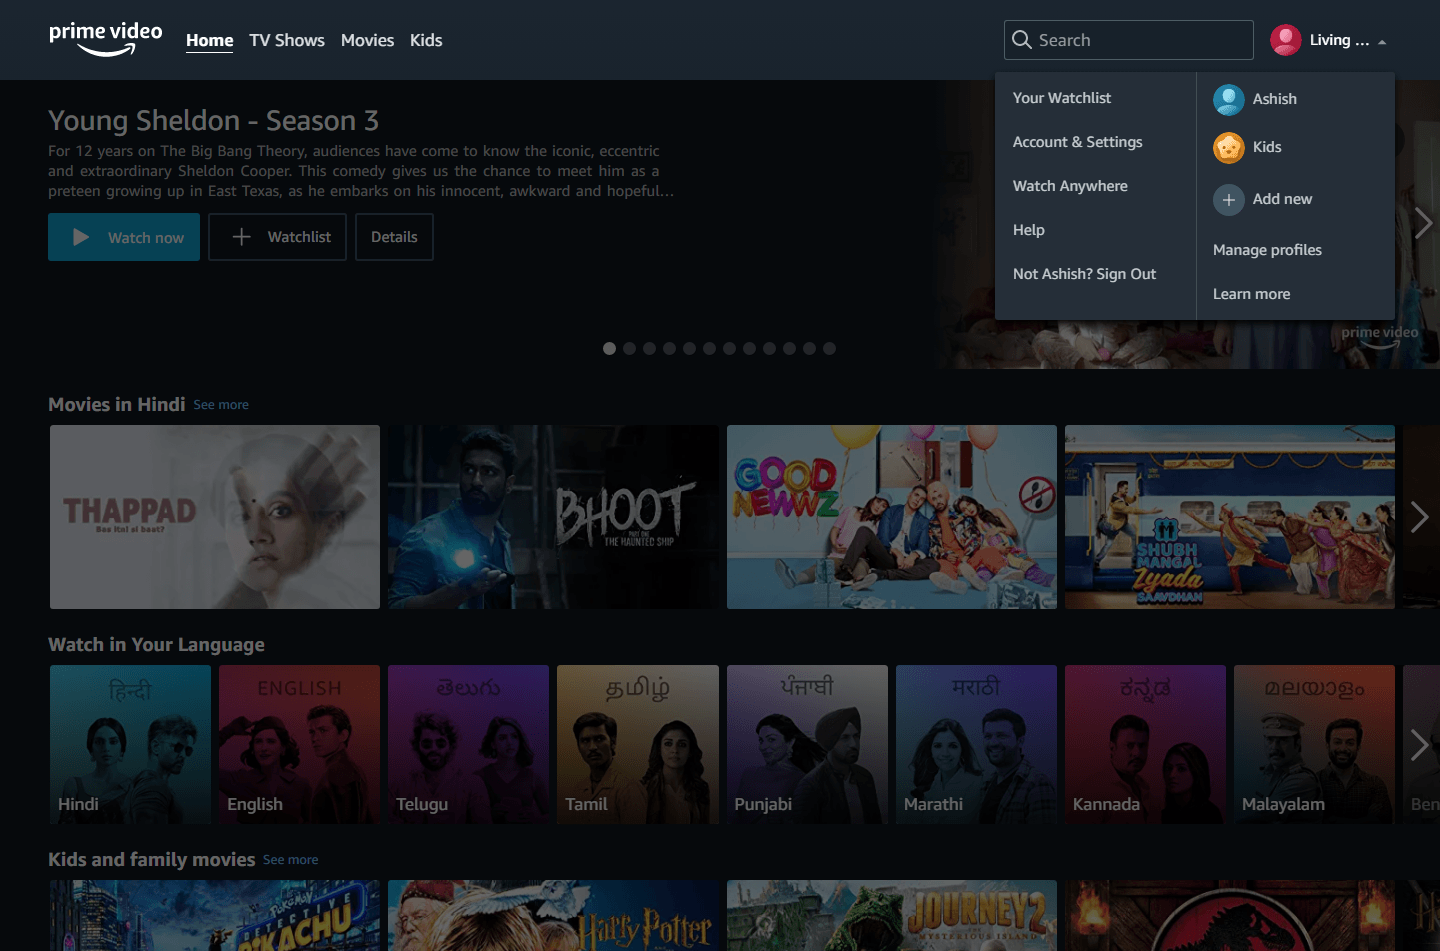 prime video
Home
TV Shows
Movies
Kids
Search
Living ...
Your Watchlist
Account & Settings
Watch Anywhere
Help
Not Ashish? Sign Out
Ashish
Kids
Add new
Manage profiles
Learn more
Young Sheldon - Season 3
For 12 years on The Big Bang Theory, audiences have come to know the iconic, eccentric
and extraordinary Sheldon Cooper. This comedy gives us the chance to meet him as a
preteen growing up in East Texas, as he embarks on his innocent, awkward and hopeful...
Watch now
Watchlist
Details
prime video
Movies in Hindi See more
THAPPAD
Bas itni si baat?
BHOOT
PART ONE
THE HAUNTED SHIP
GOOD
NEWWZ
SHUBH
MANGAL
Zyada
SAAVDHAN
Watch in Your Language
हिन्दी
Hindi
ENGLISH
English
తెలుగు
Telugu
தமிழ்
Tamil
ਪੰਜਾਬੀ
Punjabi
मराठी
Marathi
ಕನ್ನಡ
Kannada
മലയാളം
Malayalam
Ben
Kids and family movies See more
POKÉMON
DETECTIVE
PIKACHU
Harry Potter
JOURNEY 2
THE
MYSTERIOUS ISLAND